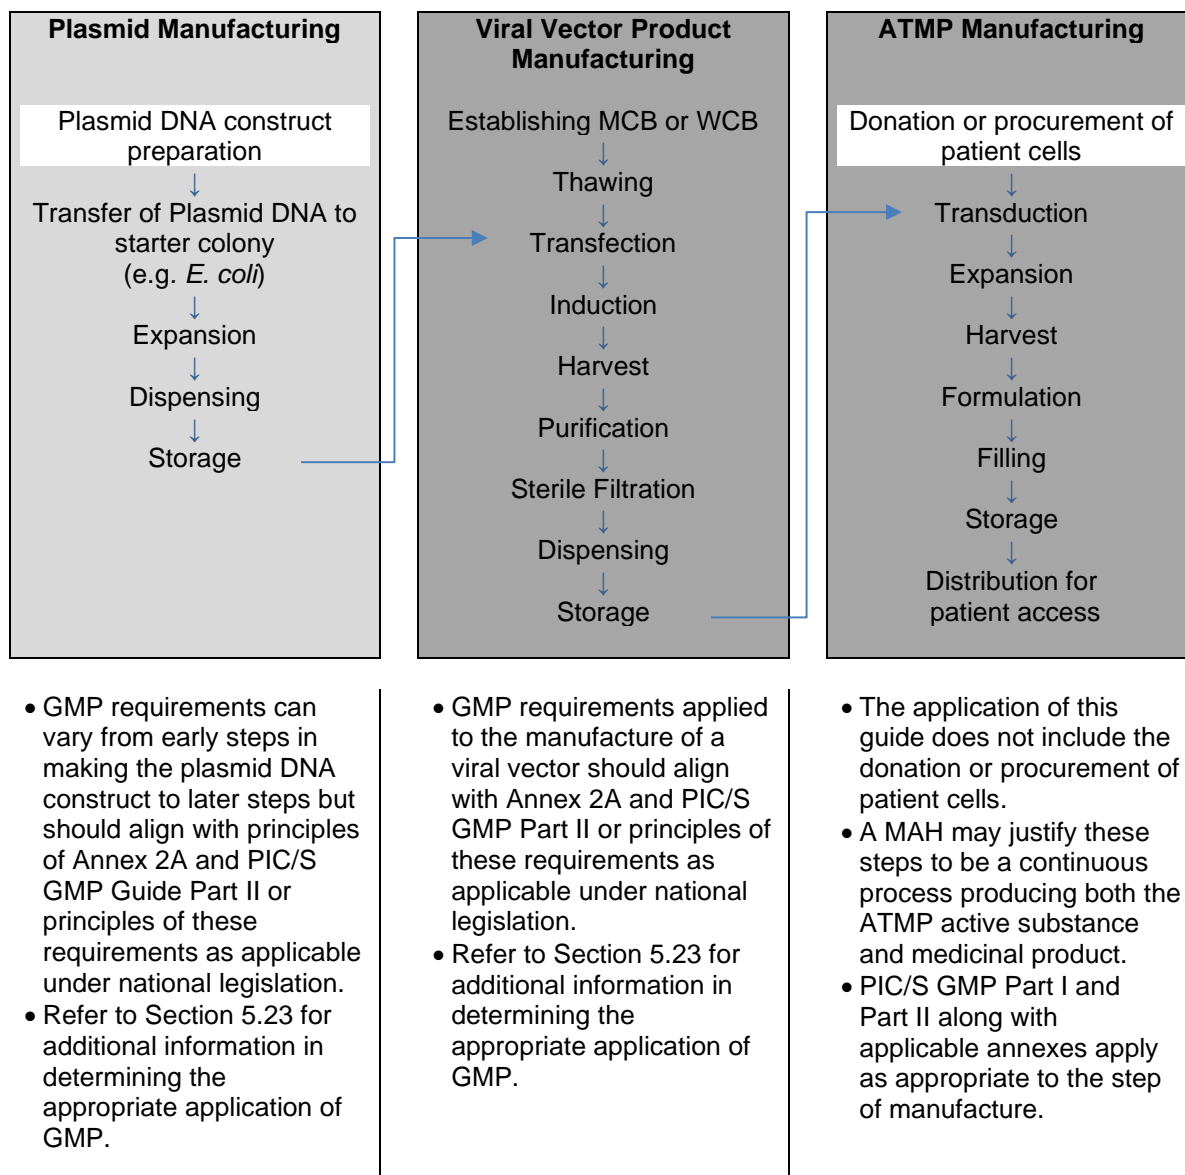 Plasmid Manufacturing
Plasmid DNA construct
preparation
↓
Transfer of Plasmid DNA to
starter colony
(e.g. E. coli)
↓
Expansion
↓
Dispensing
↓
Storage
Viral Vector Product
Manufacturing
Establishing MCB or WCB
↓
Thawing
↓
Transfection
↓
Induction
↓
Harvest
↓
Purification
↓
Sterile Filtration
↓
Dispensing
↓
Storage
ATMP Manufacturing
Donation or procurement of
patient cells
↓
Transduction
↓
Expansion
↓
Harvest
↓
Formulation
↓
Filling
↓
Storage
↓
Distribution for
patient access
• GMP requirements can
vary from early steps in
making the plasmid DNA
construct to later steps but
should align with principles
of Annex 2A and PIC/S
GMP Guide Part II or
principles of these
requirements as applicable
under national legislation.
• Refer to Section 5.23 for
additional information in
determining the
appropriate application of
GMP.
• GMP requirements applied
to the manufacture of a
viral vector should align
with Annex 2A and PIC/S
GMP Part II or principles of
these requirements as
applicable under national
legislation.
• Refer to Section 5.23 for
additional information in
determining the
appropriate application of
GMP.
• The application of this
guide does not include the
donation or procurement of
patient cells.
• A MAH may justify these
steps to be a continuous
process producing both the
ATMP active substance
and medicinal product.
• PIC/S GMP Part I and
Part II along with
applicable annexes apply
as appropriate to the step
of manufacture.